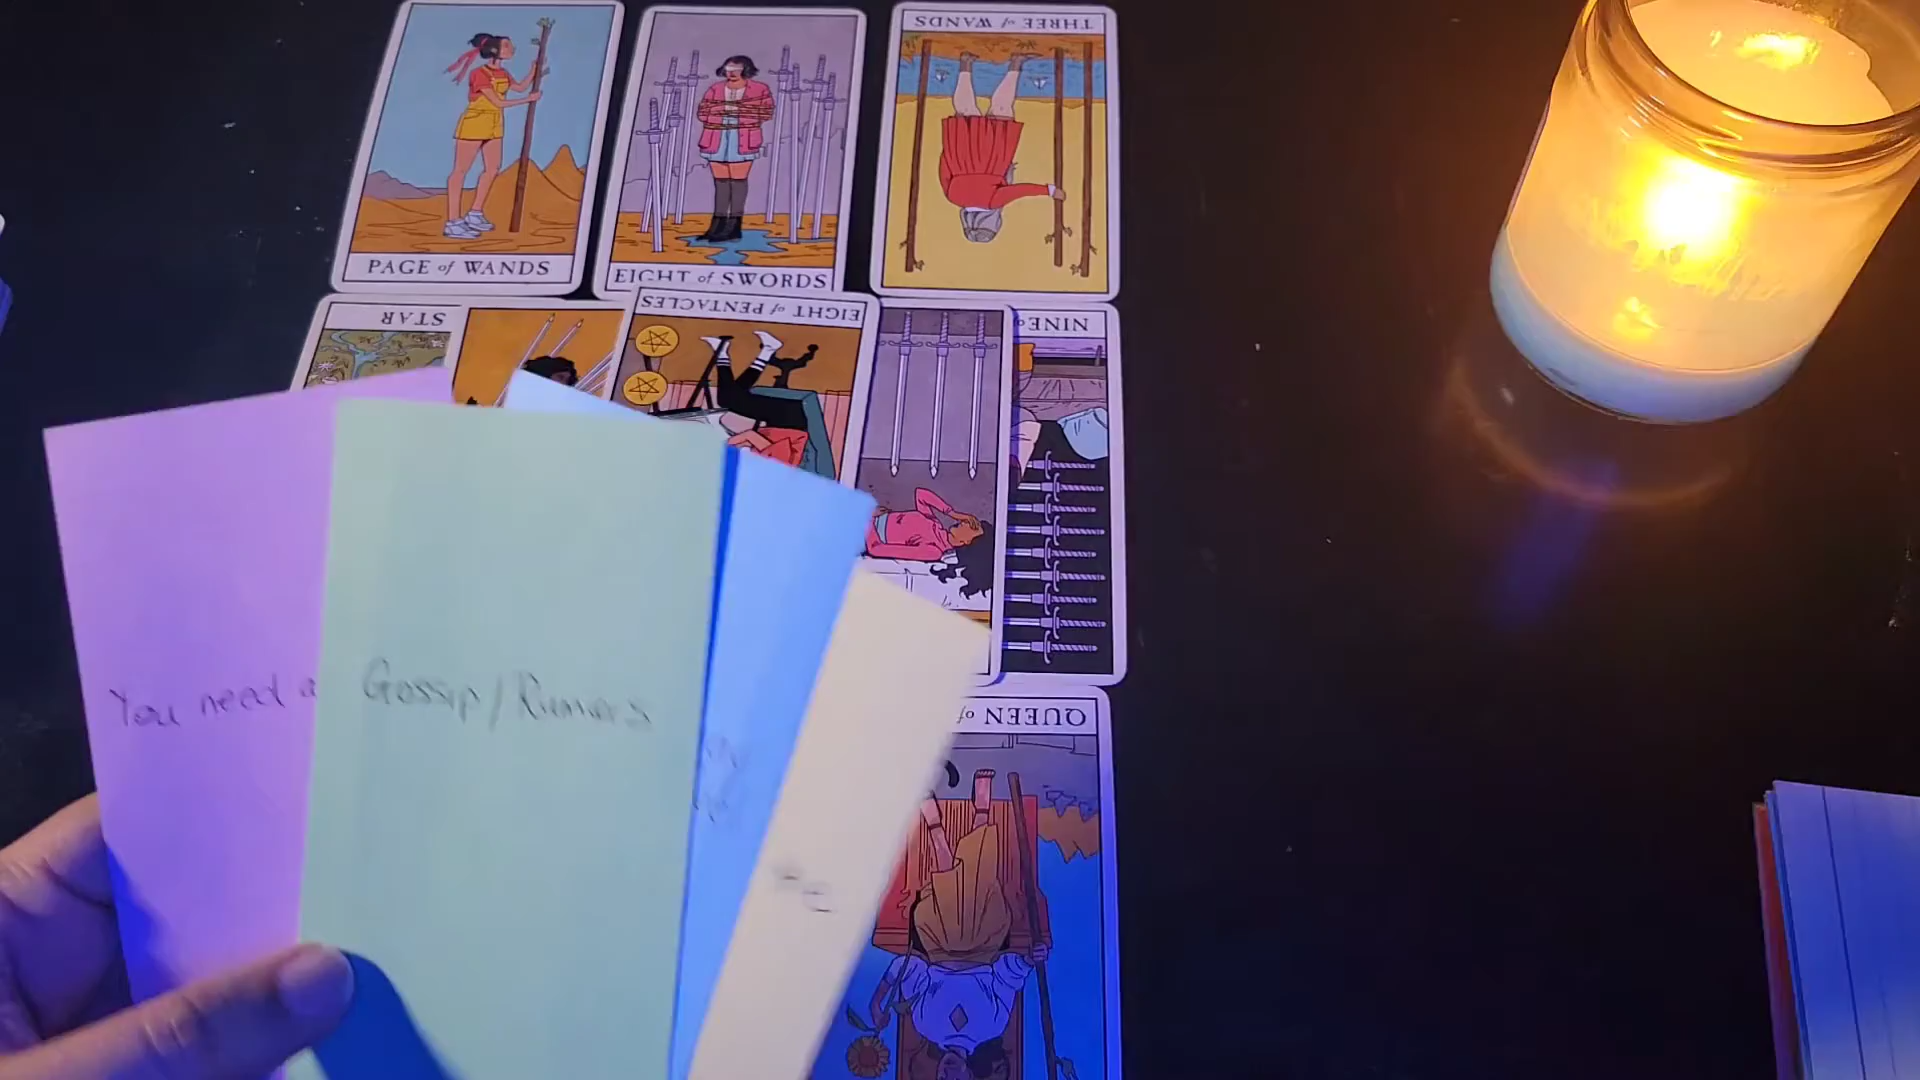 THREE of WANDS
PAGE of WANDS
EIGHT of SWORDS
STAR
EIGHT of PENTACLES
NINE of
You need a
Gossip/Rumors
QUEEN of